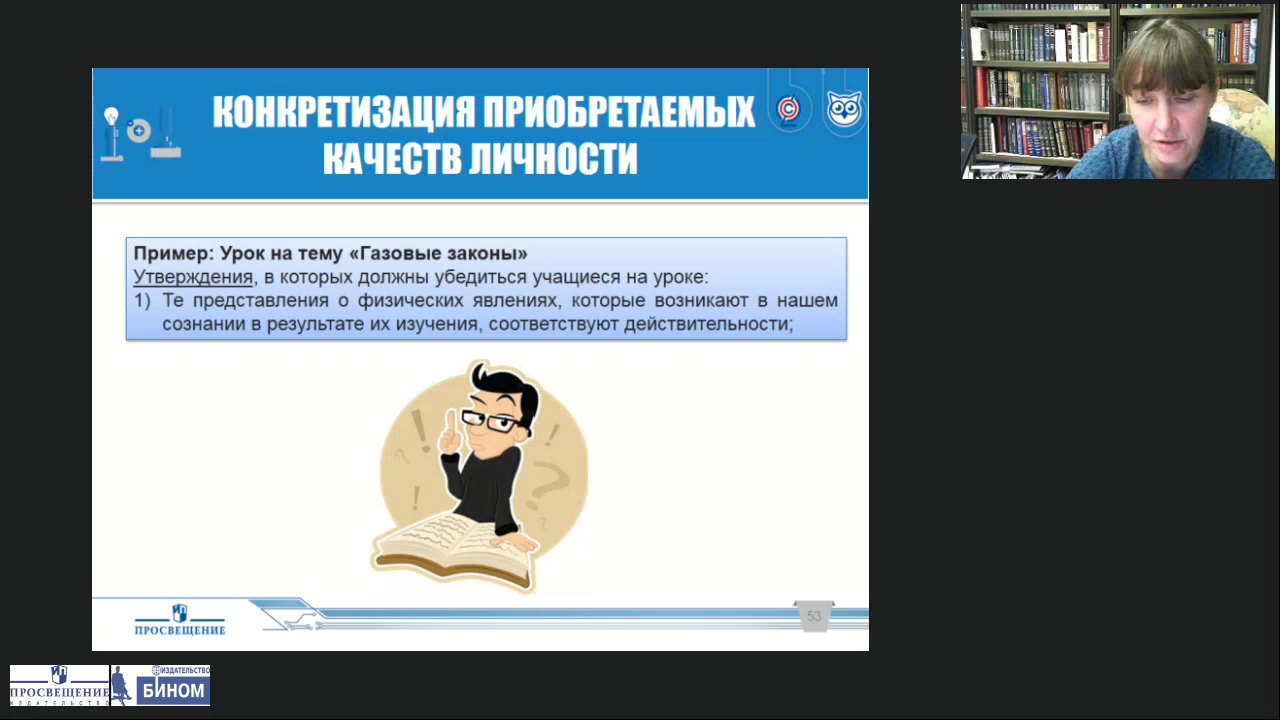 КОНКРЕТИЗАЦИЯ ПРИОБРЕТАЕМЫХ
КАЧЕСТВ ЛИЧНОСТИ
Пример: Урок на тему «Газовые законы»
Утверждения, в которых должны убедиться учащиеся на уроке:
1) Те представления о физических явлениях, которые возникают в нашем
сознании в результате их изучения, соответствуют действительности;
ПРОСВЕЩЕНИЕ
53
ПРОСВЕЩЕНИЕ
ИЗДАТЕЛЬСТВО
ИЗДАТЕЛЬСТВО
БИНОМ